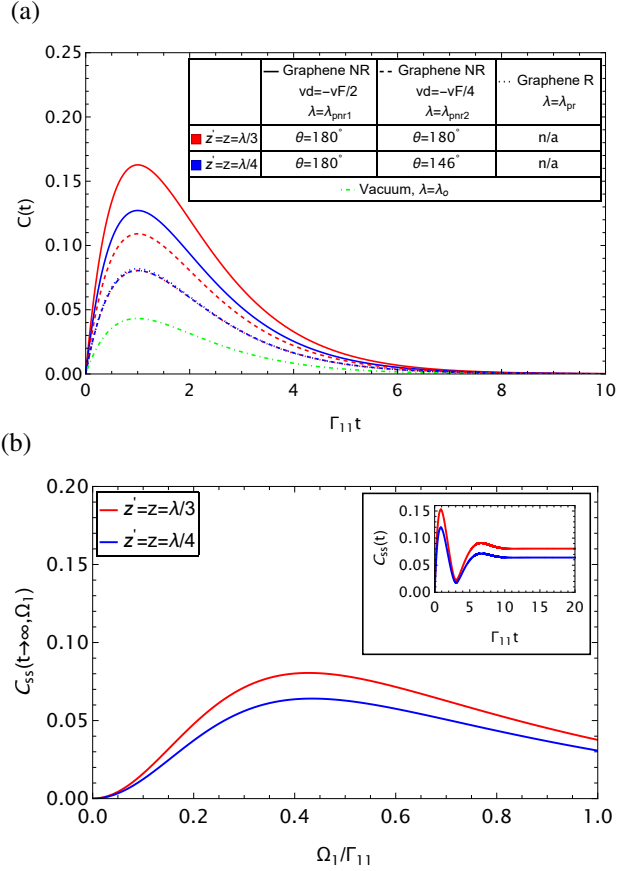 (a)
0.25
0.20
0.15
0.10
0.05
0.00
C(t)
Graphene NR
vd=-vF/2
λ=λpnr1
Graphene NR
vd=-vF/4
λ=λpnr2
Graphene R
λ=λpr
z'=z=λ/3
θ=180°
θ=180°
n/a
z'=z=λ/4
θ=180°
θ=146°
n/a
Vacuum, λ=λo
0 2 4 6 8 10
Γ11t
(b)
0.20
0.15
0.10
0.05
0.00
Css(t→∞,Ω1)
z'=z=λ/3
z'=z=λ/4
0.15
0.10
0.05
0.00
Css(t)
0 5 10 15 20
Γ11t
0.0 0.2 0.4 0.6 0.8 1.0
Ω1/Γ11